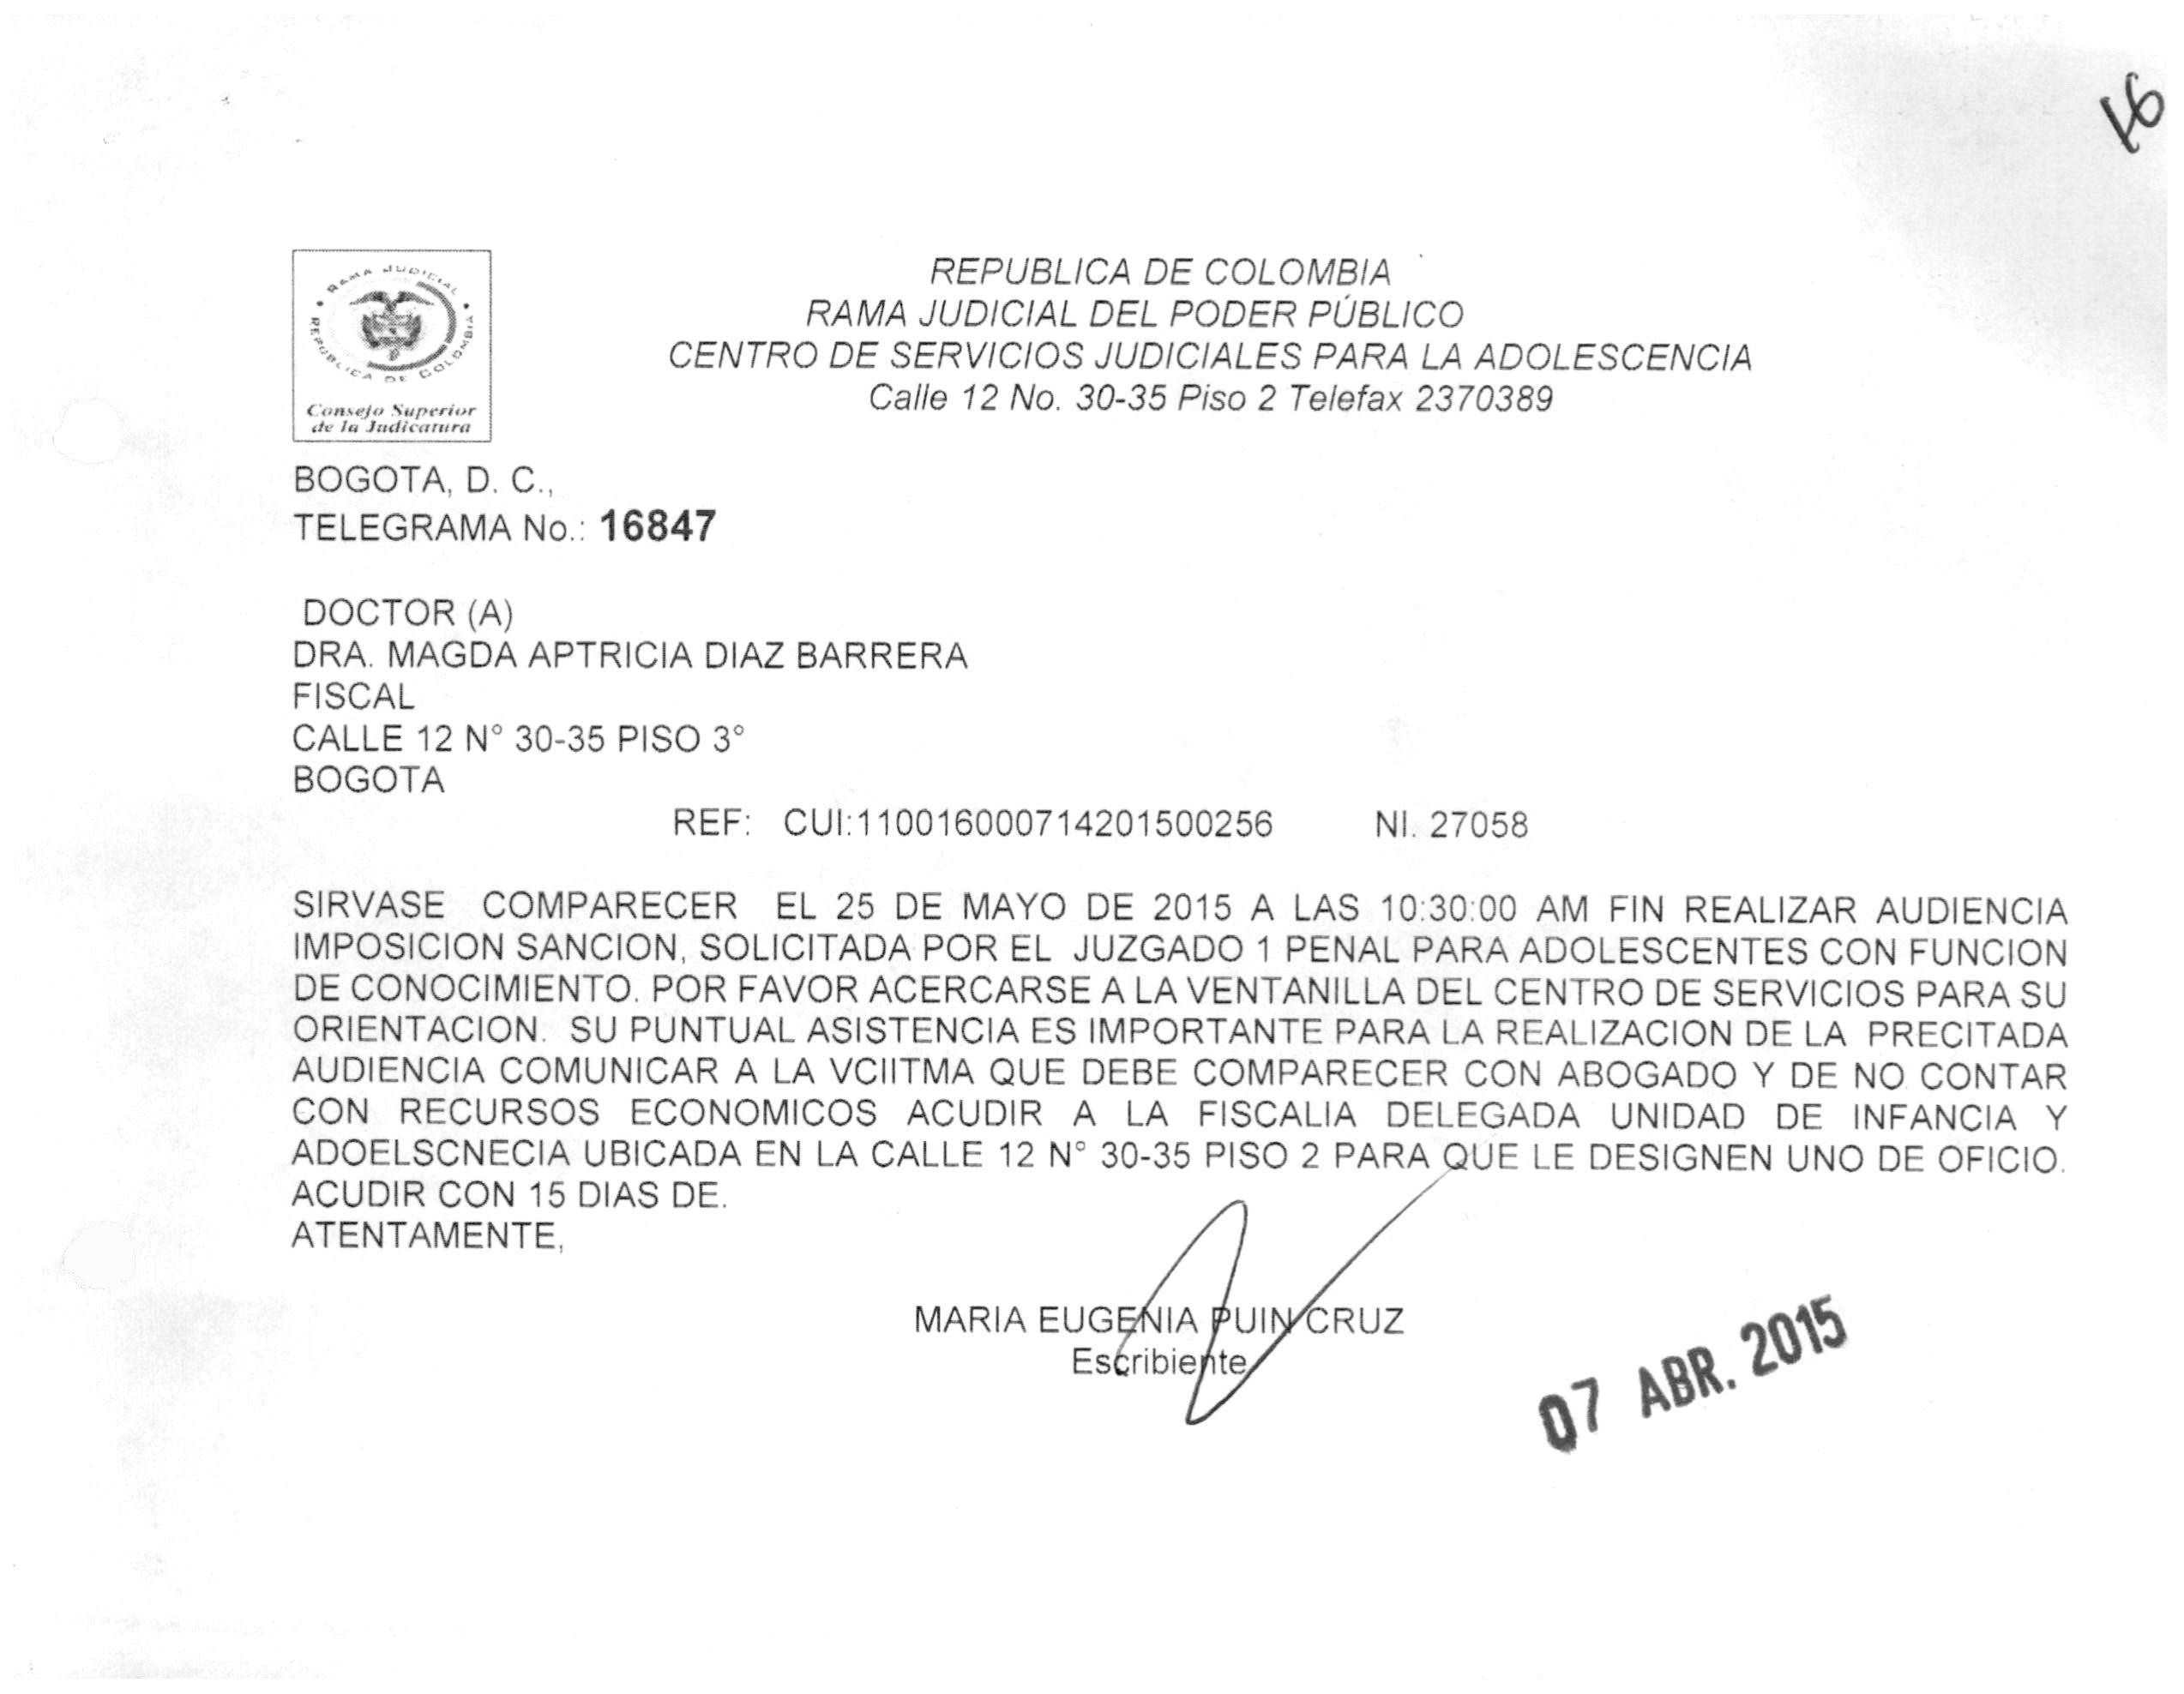 16
REPUBLICA DE COLOMBIA
RAMA JUDICIAL DEL PODER PÚBLICO
CENTRO DE SERVICIOS JUDICIALES PARA LA ADOLESCENCIA
Calle 12 No. 30-35 Piso 2 Telefax 2370389
RAMA JUDICIAL
REPUBLICA DE COLOMBIA
Consejo Superior
de la Judicatura
BOGOTA, D. C.,
TELEGRAMA No.: 16847
DOCTOR (A)
DRA. MAGDA APTRICIA DIAZ BARRERA
FISCAL
CALLE 12 N° 30-35 PISO 3°
BOGOTA
REF: CUI:110016000714201500256 NI. 27058
SIRVASE COMPARECER EL 25 DE MAYO DE 2015 A LAS 10:30:00 AM FIN REALIZAR AUDIENCIA
IMPOSICION SANCION, SOLICITADA POR EL JUZGADO 1 PENAL PARA ADOLESCENTES CON FUNCION
DE CONOCIMIENTO. POR FAVOR ACERCARSE A LA VENTANILLA DEL CENTRO DE SERVICIOS PARA SU
ORIENTACION. SU PUNTUAL ASISTENCIA ES IMPORTANTE PARA LA REALIZACION DE LA PRECITADA
AUDIENCIA COMUNICAR A LA VCIITMA QUE DEBE COMPARECER CON ABOGADO Y DE NO CONTAR
CON RECURSOS ECONOMICOS ACUDIR A LA FISCALIA DELEGADA UNIDAD DE INFANCIA Y
ADOELSCNECIA UBICADA EN LA CALLE 12 N° 30-35 PISO 2 PARA QUE LE DESIGNEN UNO DE OFICIO.
ACUDIR CON 15 DIAS DE.
ATENTAMENTE,
MARIA EUGENIA PUIN CRUZ
Escribiente
07 ABR. 2015